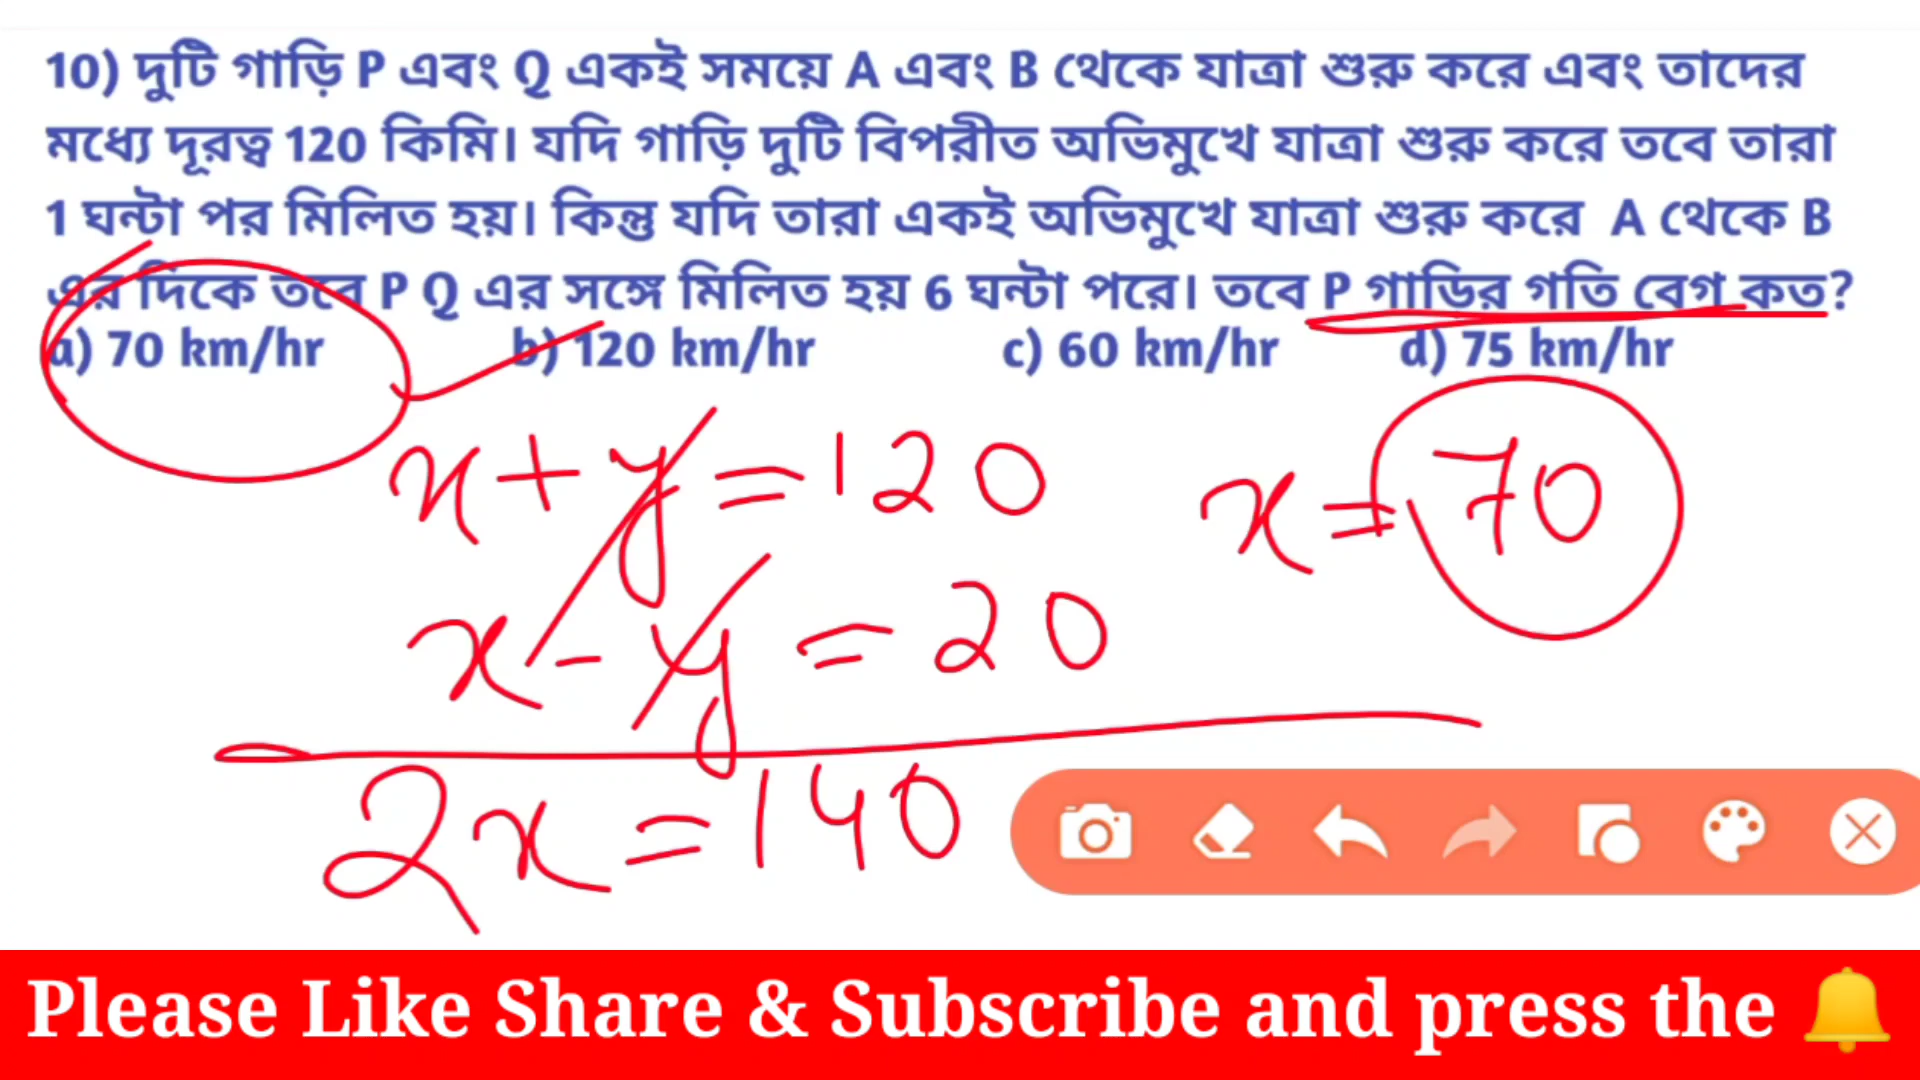 10) দুটি গাড়ি P এবং Q একই সময়ে A এবং B থেকে যাত্রা শুরু করে এবং তাদের
মধ্যে দূরত্ব 120 কিমি। যদি গাড়ি দুটি বিপরীত অভিমুখে যাত্রা শুরু করে তবে তারা
1 ঘন্টা পর মিলিত হয়। কিন্তু যদি তারা একই অভিমুখে যাত্রা শুরু করে A থেকে B
এর দিকে তবে P Q এর সঙ্গে মিলিত হয় 6 ঘন্টা পরে। তবে P গাড়ির গতি বেগ কত?
a) 70 km/hr b) 120 km/hr c) 60 km/hr d) 75 km/hr
x + y = 120
x = 70
x - y = 20
2x = 140
Please Like Share & Subscribe and press the 🔔